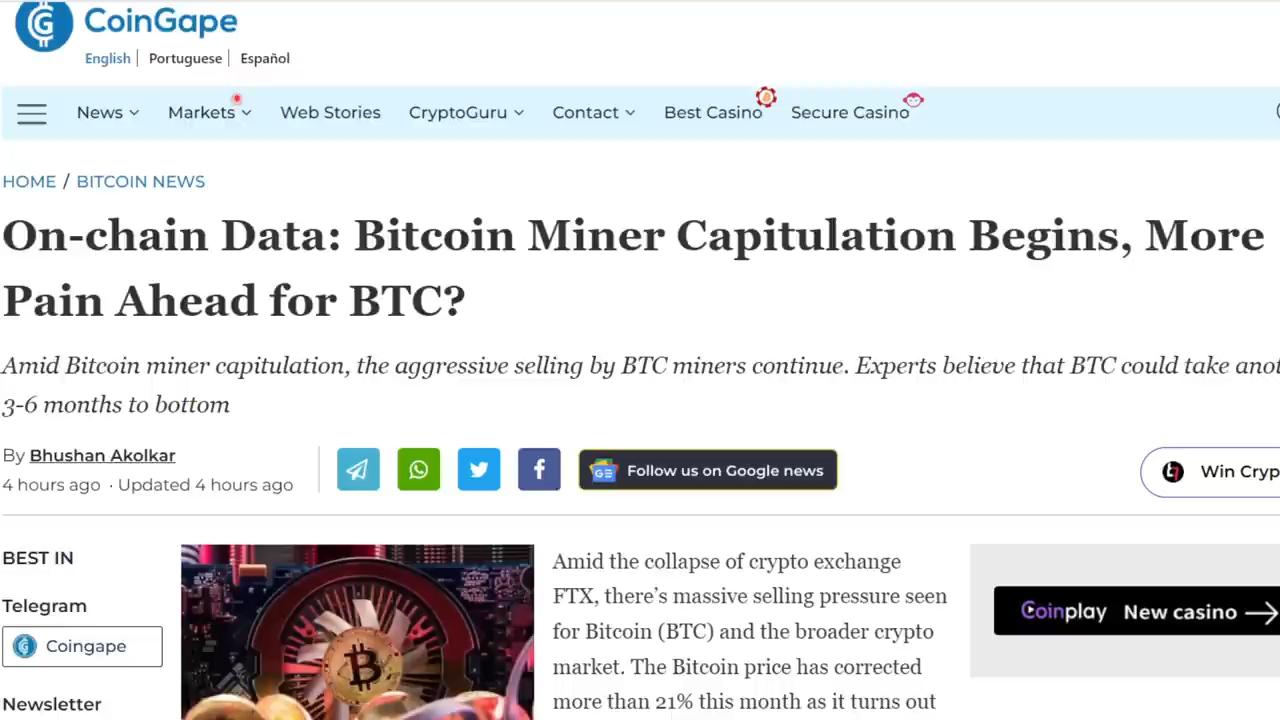 CoinGape
English Portuguese Español
News Markets Web Stories CryptoGuru Contact Best Casino Secure Casino
HOME / BITCOIN NEWS
On-chain Data: Bitcoin Miner Capitulation Begins, More
Pain Ahead for BTC?
Amid Bitcoin miner capitulation, the aggressive selling by BTC miners continue. Experts believe that BTC could take
3-6 months to bottom
By Bhushan Akolkar
4 hours ago · Updated 4 hours ago
Follow us on Google news
Win
BEST IN
Telegram
Coingape
Newsletter
Amid the collapse of crypto exchange
FTX, there's massive selling pressure seen
for Bitcoin (BTC) and the broader crypto
market. The Bitcoin price has corrected
more than 21% this month as it turns out
Coinplay New casino